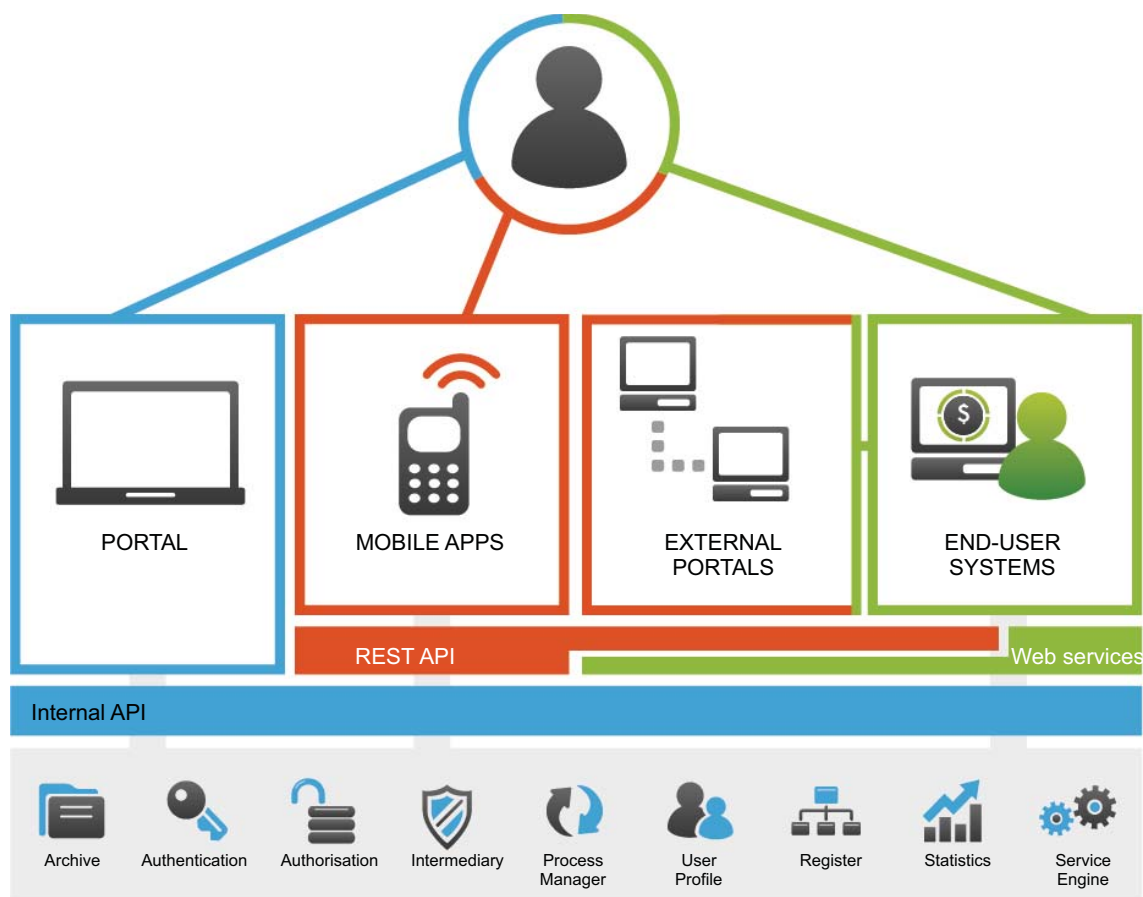 $
PORTAL
MOBILE APPS
EXTERNAL
PORTALS
END-USER
SYSTEMS
REST API
Web services
Internal API
Archive
Authentication
Authorisation
Intermediary
Process
Manager
User
Profile
Register
Statistics
Service
Engine